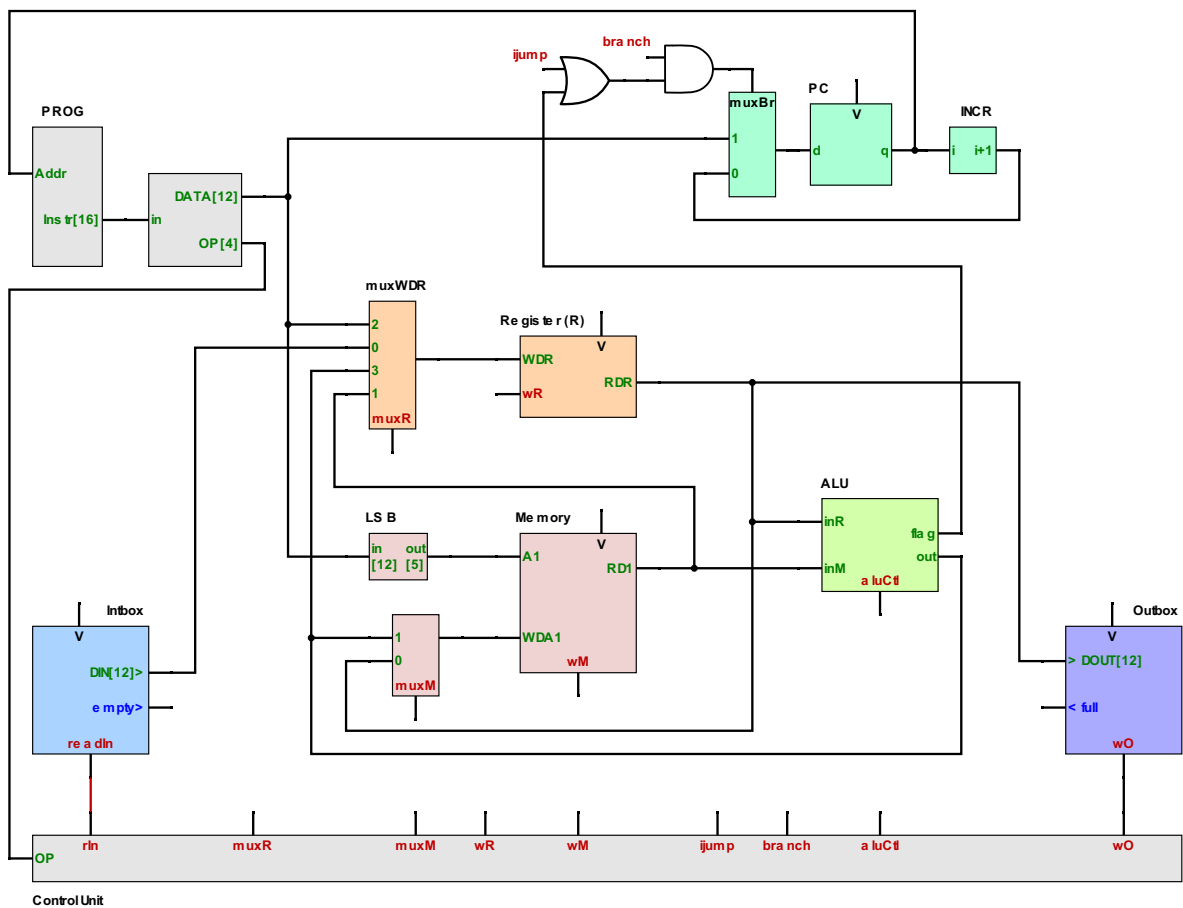 ijump
branch
PROG
muxBr
PC
V
INCR
1
d
q
i
i+1
Addr
0
DATA[12]
Instr[16]
in
OP[4]
muxWDR
Register (R)
2
V
0
WDR
3
RDR
1
wR
muxR
ALU
LSB
Memory
inR
V
flag
in
out
A1
out
[12]
[5]
RD1
inM
aluCtl
Intbox
Outbox
V
1
WDA1
V
0
wM
> DOUT[12]
DIN[12]>
muxM
empty>
< full
readIn
wO
rIn
muxR
muxM
wR
wM
ijump
branch
aluCtl
wO
OP
Control Unit